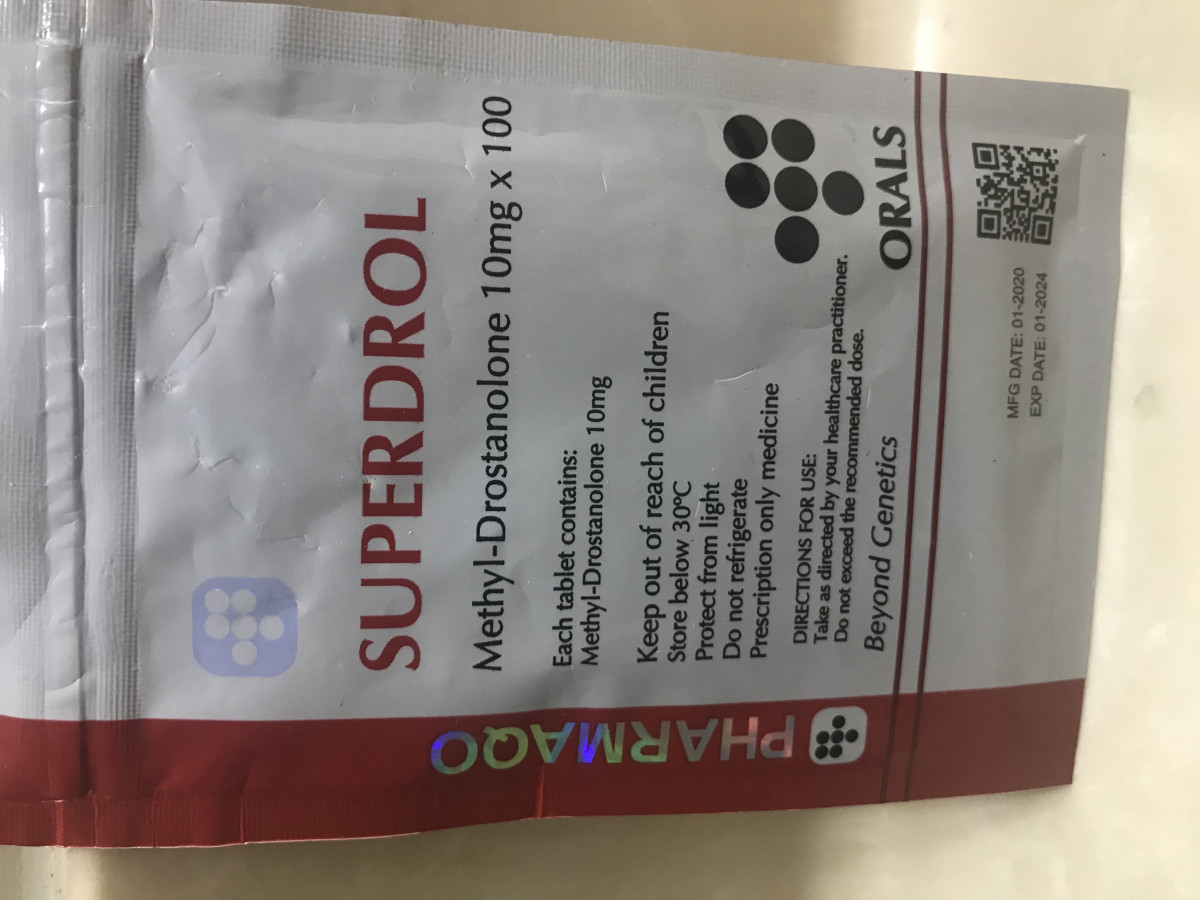 SUPERDROL
Methyl-Drostanolone 10mg x 100
Each tablet contains:
Methyl-Drostanolone 10mg
Keep out of reach of children
Store below 30ºC
Protect from light
Do not refrigerate
Prescription only medicine
DIRECTIONS FOR USE:
Take as directed by your healthcare practitioner.
Do not exceed the recommended dose.
Beyond Genetics
ORALS
MFG DATE: 01-2020
EXP DATE: 01-2024
PHARMAQO